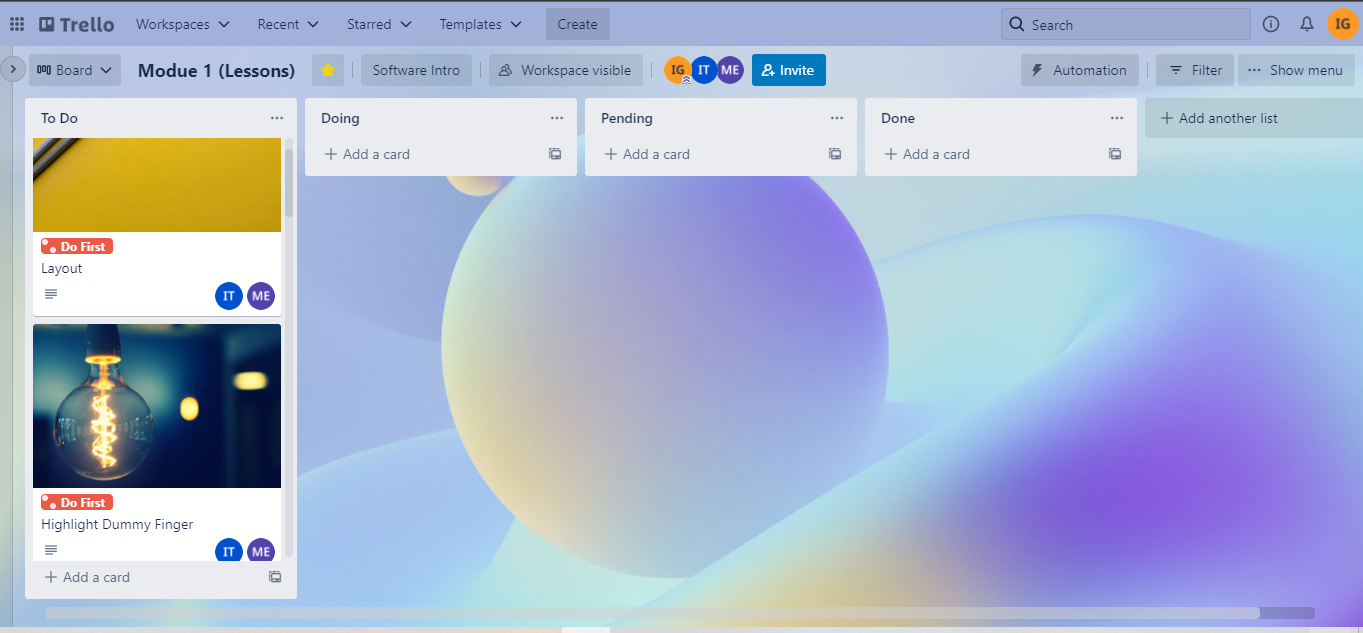 Trello Workspaces Recent Starred Templates Create Search IG
Board Modue 1 (Lessons) Software Intro Workspace visible IG IT ME Invite Automation Filter ... Show menu
To Do ...
Do First
Layout
IT ME
Do First
Highlight Dummy Finger
IT ME
+ Add a card
Doing ...
+ Add a card
Pending ...
+ Add a card
Done ...
+ Add a card
+ Add another list